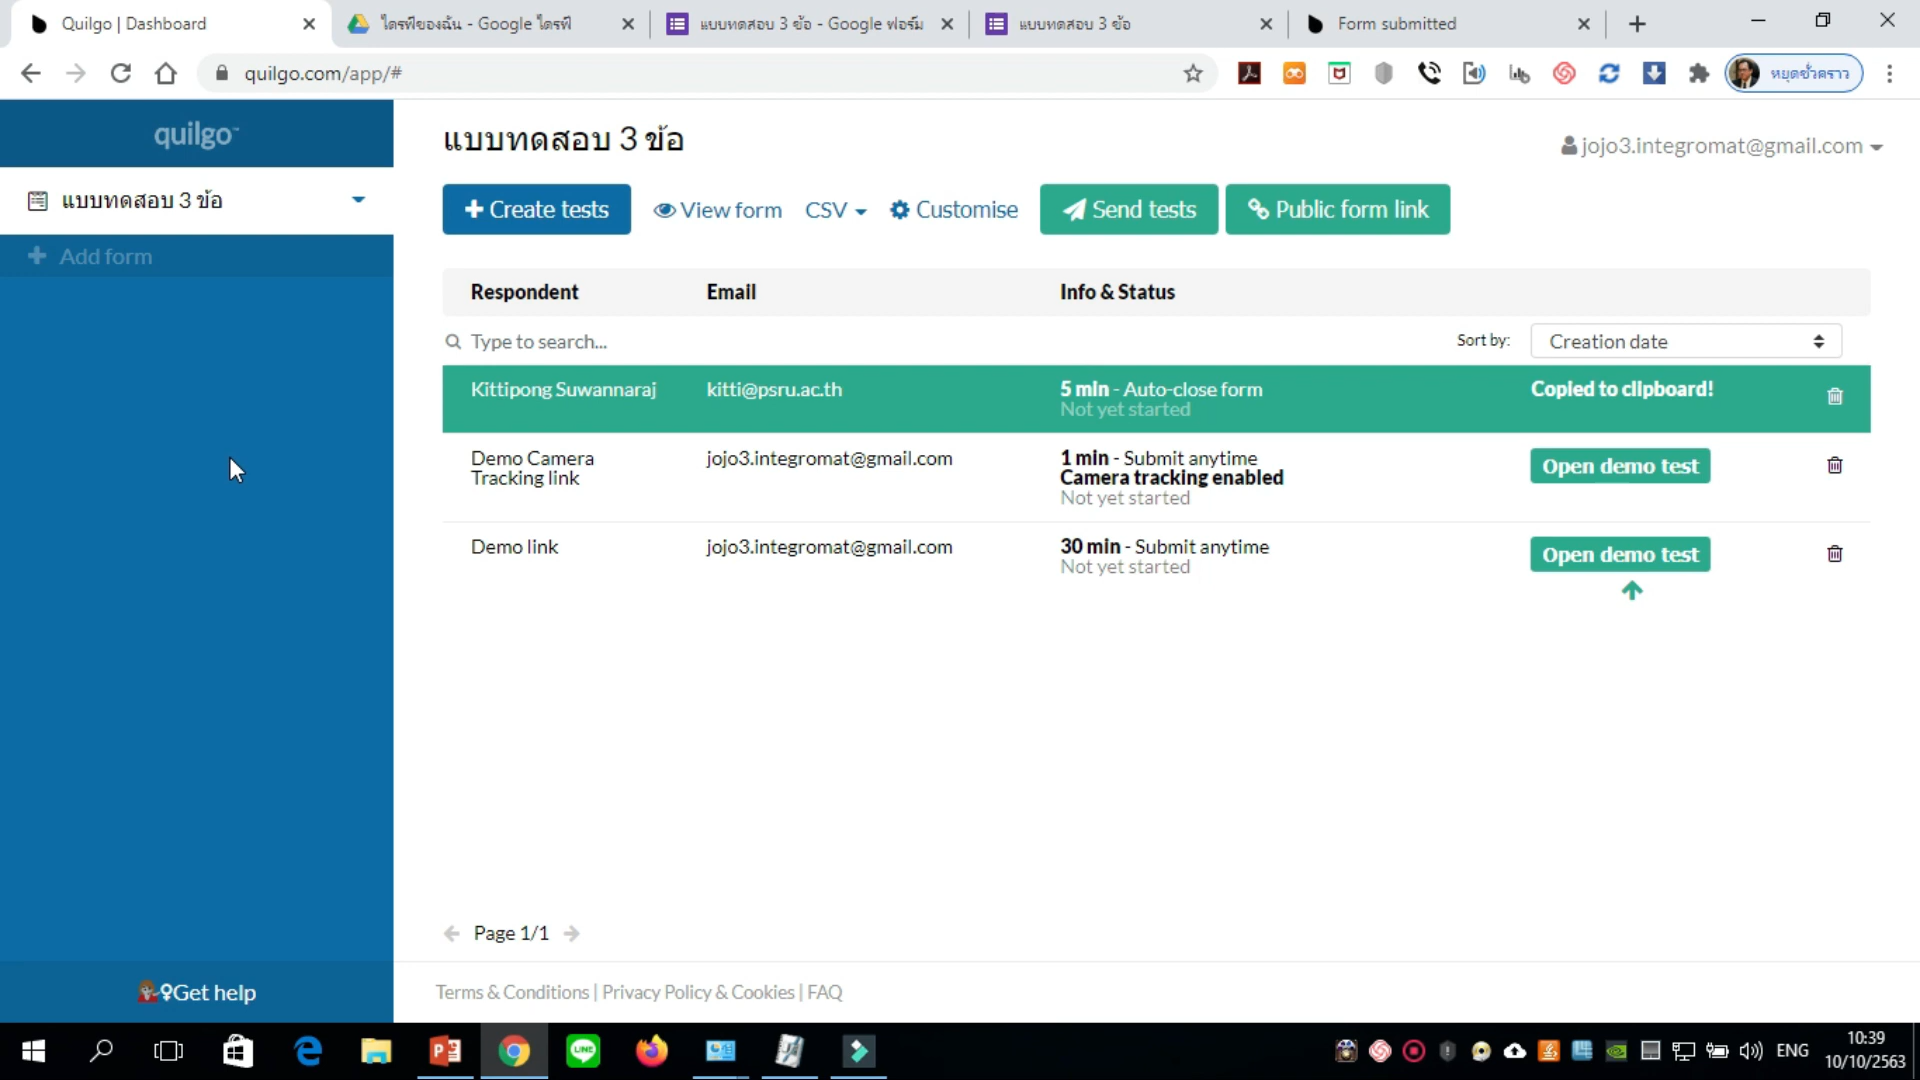 Quilgo | Dashboard
ไดรฟ์ของฉัน - Google ไดรฟ์
แบบทดสอบ 3 ข้อ - Google ฟอร์ม
แบบทดสอบ 3 ข้อ
Form submitted
quilgo.com/app/#
หยุดชั่วคราว
quilgo
แบบทดสอบ 3 ข้อ
jojo3.integromat@gmail.com
แบบทดสอบ 3 ข้อ
Create tests
View form
CSV
Customise
Send tests
Public form link
Add form
Respondent
Email
Info & Status
Type to search...
Sort by:
Creation date
Kittipong Suwannaraj
kitti@psru.ac.th
5 min - Auto-close form
Not yet started
Copied to clipboard!
Demo Camera
Tracking link
jojo3.integromat@gmail.com
1 min - Submit anytime
Camera tracking enabled
Not yet started
Open demo test
Demo link
jojo3.integromat@gmail.com
30 min - Submit anytime
Not yet started
Open demo test
Page 1/1
Get help
Terms & Conditions | Privacy Policy & Cookies | FAQ
LINE
ENG
10:39
10/10/2563